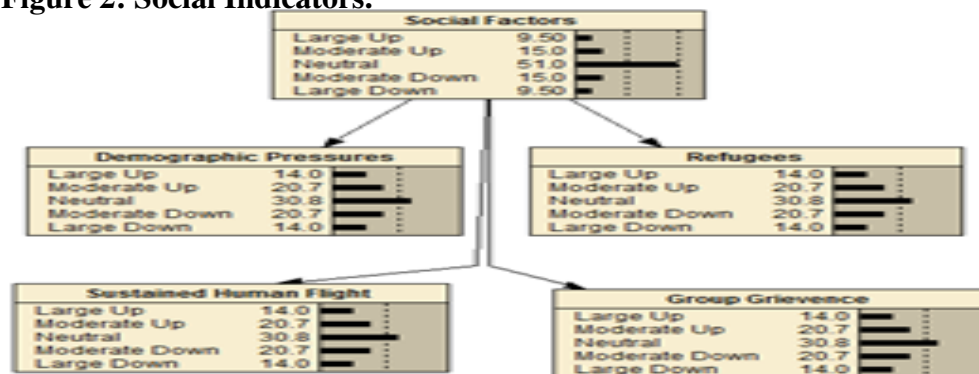 Figure 2: Social Indicators.
Social Factors
Large Up 9.50
Moderate Up 15.0
Neutral 51.0
Moderate Down 15.0
Large Down 9.50
Demographic Pressures
Large Up 14.0
Moderate Up 20.7
Neutral 30.8
Moderate Down 20.7
Large Down 14.0
Refugees
Large Up 14.0
Moderate Up 20.7
Neutral 30.8
Moderate Down 20.7
Large Down 14.0
Sustained Human Flight
Large Up 14.0
Moderate Up 20.7
Neutral 30.8
Moderate Down 20.7
Large Down 14.0
Group Grievence
Large Up 14.0
Moderate Up 20.7
Neutral 30.8
Moderate Down 20.7
Large Down 14.0